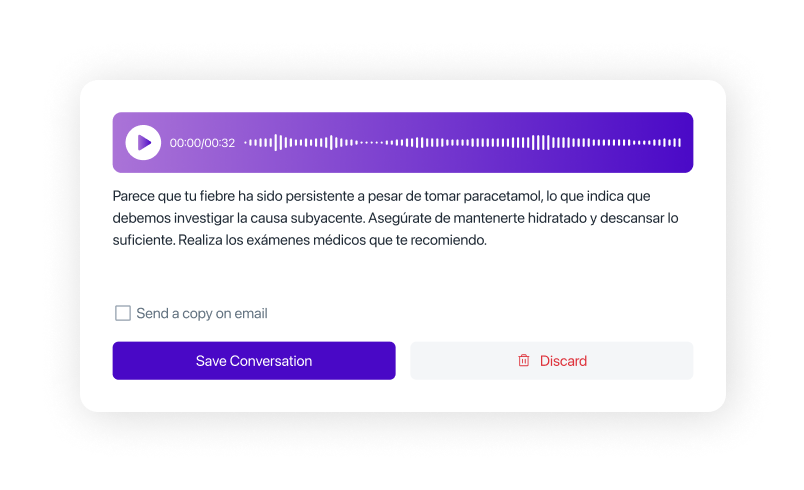 00:00/00:32
Parece que tu fiebre ha sido persistente a pesar de tomar paracetamol, lo que indica que
debemos investigar la causa subyacente. Asegúrate de mantenerte hidratado y descansar lo
suficiente. Realiza los exámenes médicos que te recomiendo.
Send a copy on email
Save Conversation
Discard